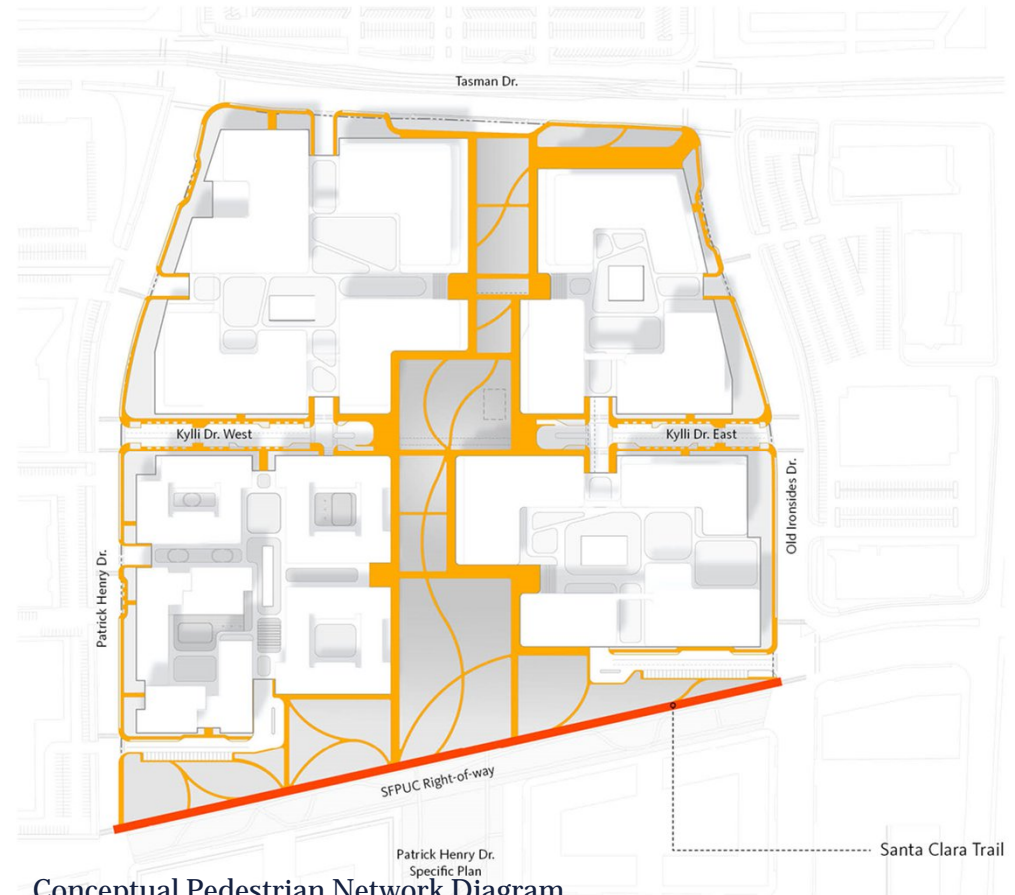 Tasman Dr.
Kylli Dr. West
Kylli Dr. East
Old Ironsides Dr.
Patrick Henry Dr.
SFPUC Right-of-way
Santa Clara Trail
Patrick Henry Dr.
Specific Plan
Conceptual Pedestrian Network Diagram